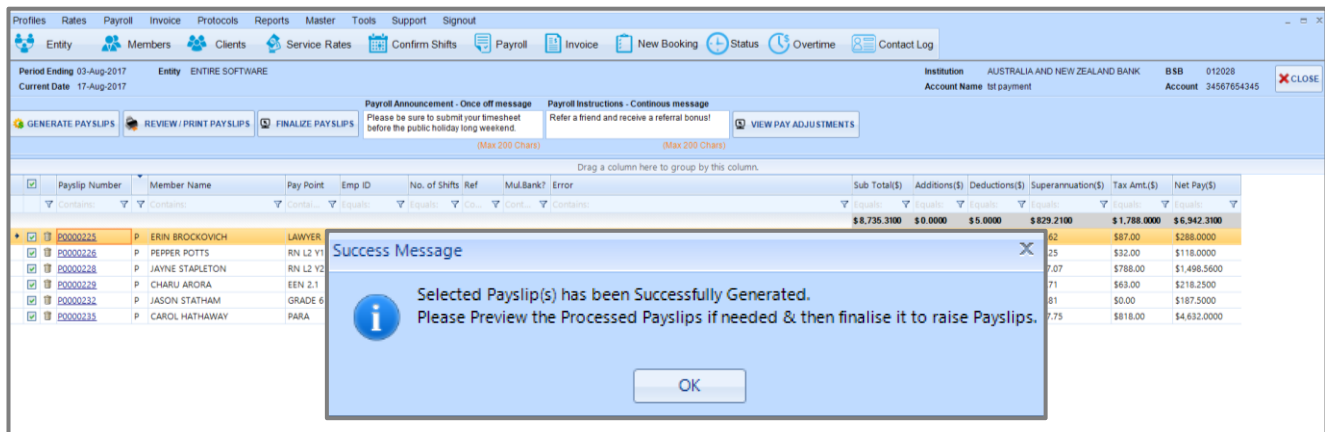 Profiles Rates Payroll Invoice Protocols Reports Master Tools Support Signout
Entity Members Clients Service Rates Confirm Shifts Payroll Invoice New Booking Status Overtime Contact Log
Period Ending 03-Aug-2017 Entity ENTIRE SOFTWARE Institution AUSTRALIA AND NEW ZEALAND BANK BSB 012028 CLOSE
Current Date 17-Aug-2017 Account Name tst payment Account 34567654345
Payroll Announcement - Once off message Payroll Instructions - Continous message
GENERATE PAYSLIPS REVIEW / PRINT PAYSLIPS FINALIZE PAYSLIPS Please be sure to submit your timesheet Refer a friend and receive a referral bonus! VIEW PAY ADJUSTMENTS
before the public holiday long weekend.
(Max 200 Chars) (Max 200 Chars)
Drag a column here to group by this column.
Payslip Number Member Name Pay Point Emp ID No. of Shifts Ref Mul.Bank? Error Sub Total($) Additions($) Deductions($) Superannuation($) Tax Amt.($) Net Pay($)
Contains: Contains: Contai... Equals: Equals: Co... Cont... Contains: Equals: Equals: Equals: Equals: Equals: Equals:
$8,735.3100 $0.0000 $5.0000 $829.2100 $1,788.0000 $6,942.3100
P0000225 P ERIN BROCKOVICH LAWYER 62 $87.00 $288.0000
P0000226 P PEPPER POTTS RN L2 Y1 25 $32.00 $118.0000
P0000228 P JAYNE STAPLETON RN L2 Y2 7.07 $788.00 $1,498.5600
P0000229 P CHARU ARORA EEN 2.1 71 $63.00 $218.2500
P0000232 P JASON STATHAM GRADE 6 81 $0.00 $187.5000
P0000235 P CAROL HATHAWAY PARA 7.75 $818.00 $4,632.0000
Success Message
Selected Payslip(s) has been Successfully Generated.
Please Preview the Processed Payslips if needed & then finalise it to raise Payslips.
OK